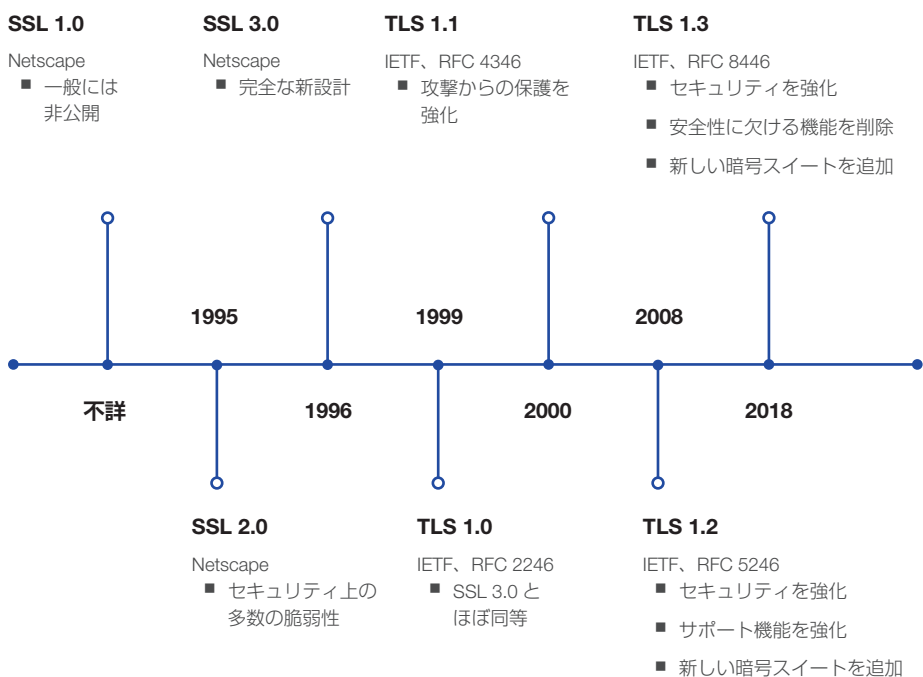 SSL 1.0
Netscape
■ 一般には
非公開
SSL 3.0
Netscape
■ 完全な新設計
TLS 1.1
IETF、RFC 4346
■ 攻撃からの保護を
強化
TLS 1.3
IETF、RFC 8446
■ セキュリティを強化
■ 安全性に欠ける機能を削除
■ 新しい暗号スイートを追加
1995
1999
2008
不詳
1996
2000
2018
SSL 2.0
Netscape
■ セキュリティ上の
多数の脆弱性
TLS 1.0
IETF、RFC 2246
■ SSL 3.0 と
ほぼ同等
TLS 1.2
IETF、RFC 5246
■ セキュリティを強化
■ サポート機能を強化
■ 新しい暗号スイートを追加